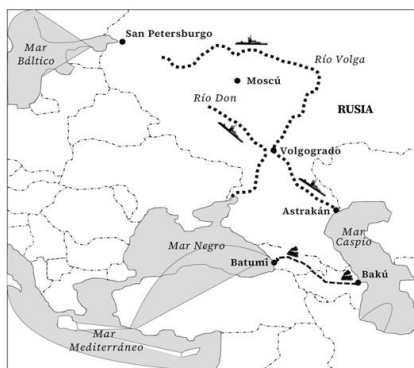 San Petersburgo
Mar
Báltico
Río Volga
Moscú
Río Don
RUSIA
Volgogrado
Astrakán
Mar
Caspio
Mar Negro
Batumi
Bakú
Mar
Mediterráneo